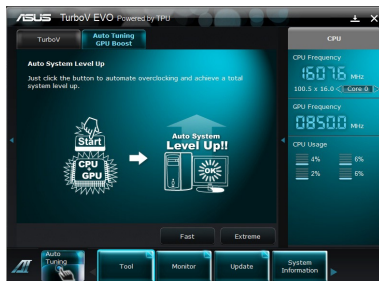 ASUS TurboV EVO Powered by TPU
TurboV
Auto Tuning
GPU Boost
CPU
Auto System Level Up
Just click the button to automate overclocking and achieve a total
system level up.
Start
CPU
GPU
Auto System
Level Up!!
OK
Fast
Extreme
CPU Frequency
1607.6 MHz
100.5 x 16.0 Core 0
GPU Frequency
0850.0 MHz
CPU Usage
4% 6%
2% 6%
Auto
Tuning
Tool
Monitor
Update
System
Information